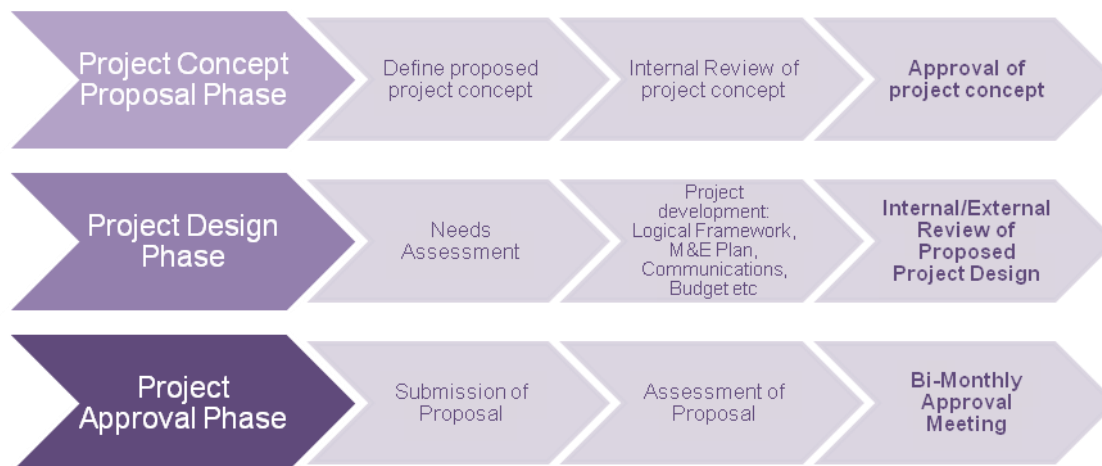 Project Concept
Proposal Phase
Define proposed
project concept
Internal Review of
project concept
Approval of
project concept
Project Design
Phase
Needs
Assessment
Project
development:
Logical Framework,
M&E Plan,
Communications,
Budget etc
Internal/External
Review of
Proposed
Project Design
Project
Approval Phase
Submission of
Proposal
Assessment of
Proposal
Bi-Monthly
Approval
Meeting